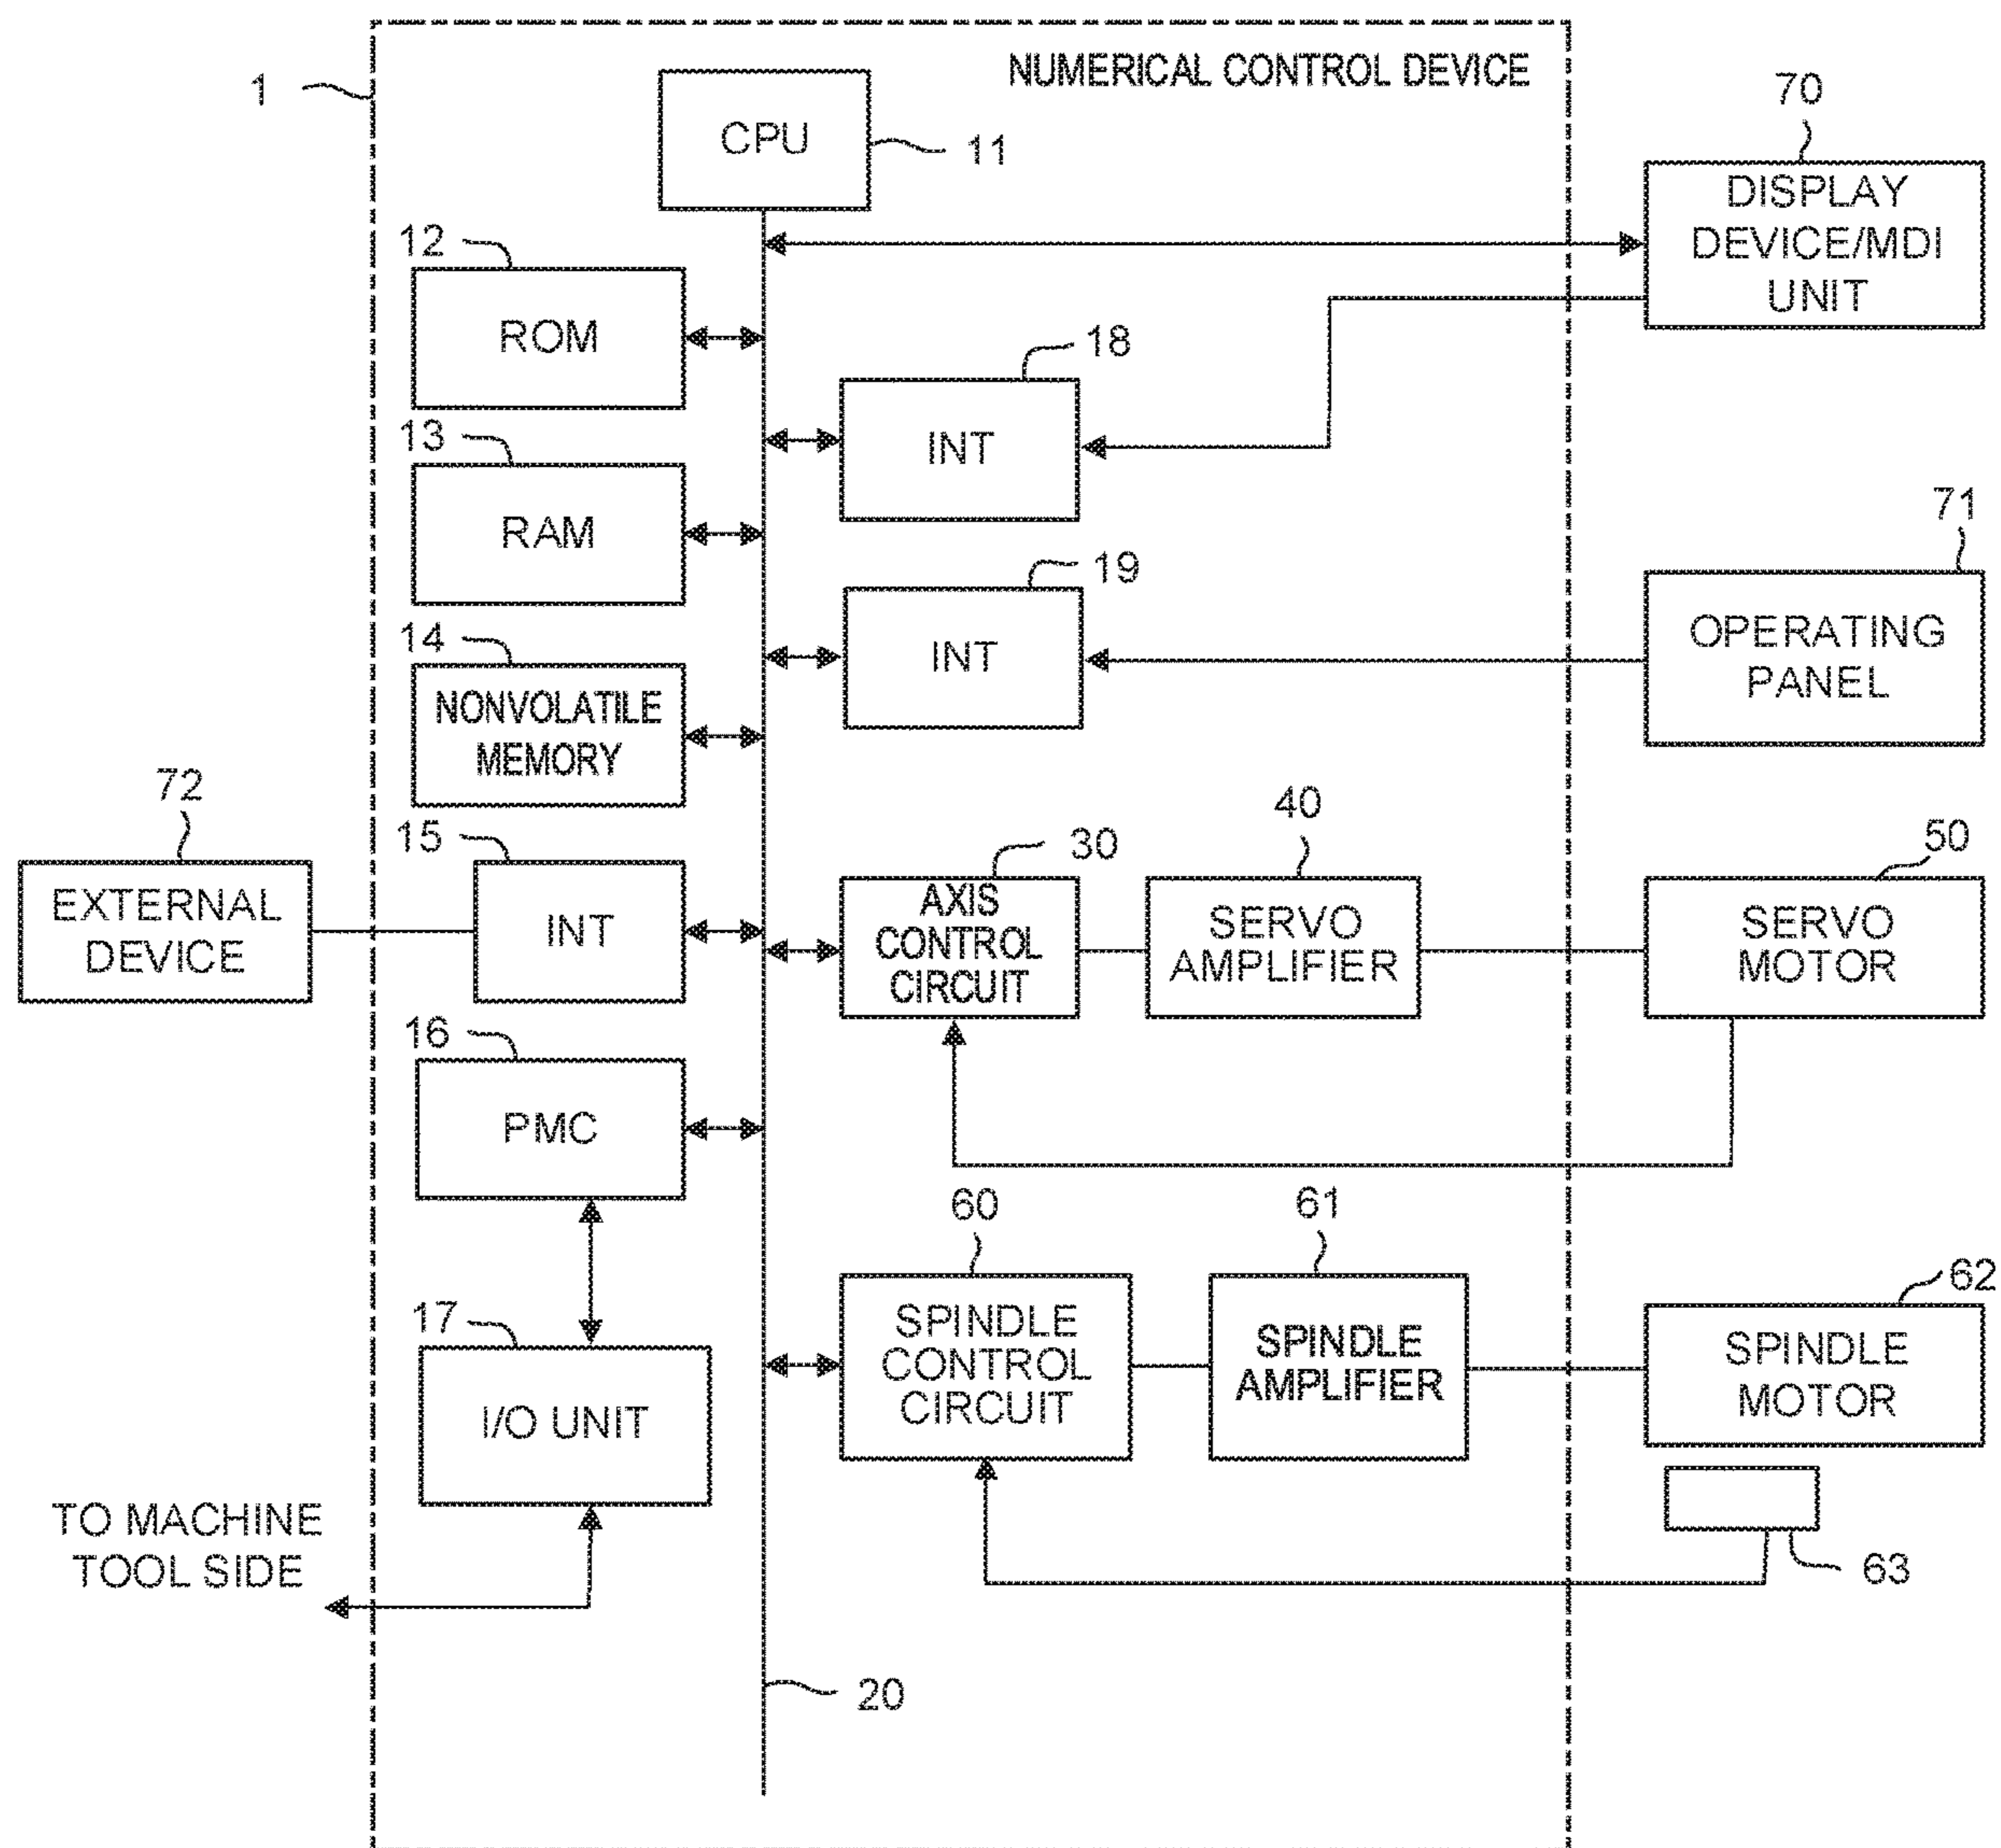 NUMERICAL CONTROL DEVICE
1
CPU
11
70
DISPLAY
DEVICE/MDI
UNIT
12
ROM
18
INT
13
RAM
71
OPERATING
PANEL
19
INT
14
NONVOLATILE
MEMORY
72
EXTERNAL
DEVICE
15
INT
30
AXIS
CONTROL
CIRCUIT
40
SERVO
AMPLIFIER
50
SERVO
MOTOR
16
PMC
60
SPINDLE
CONTROL
CIRCUIT
61
SPINDLE
AMPLIFIER
62
SPINDLE
MOTOR
17
I/O UNIT
TO MACHINE
TOOL SIDE
63
20